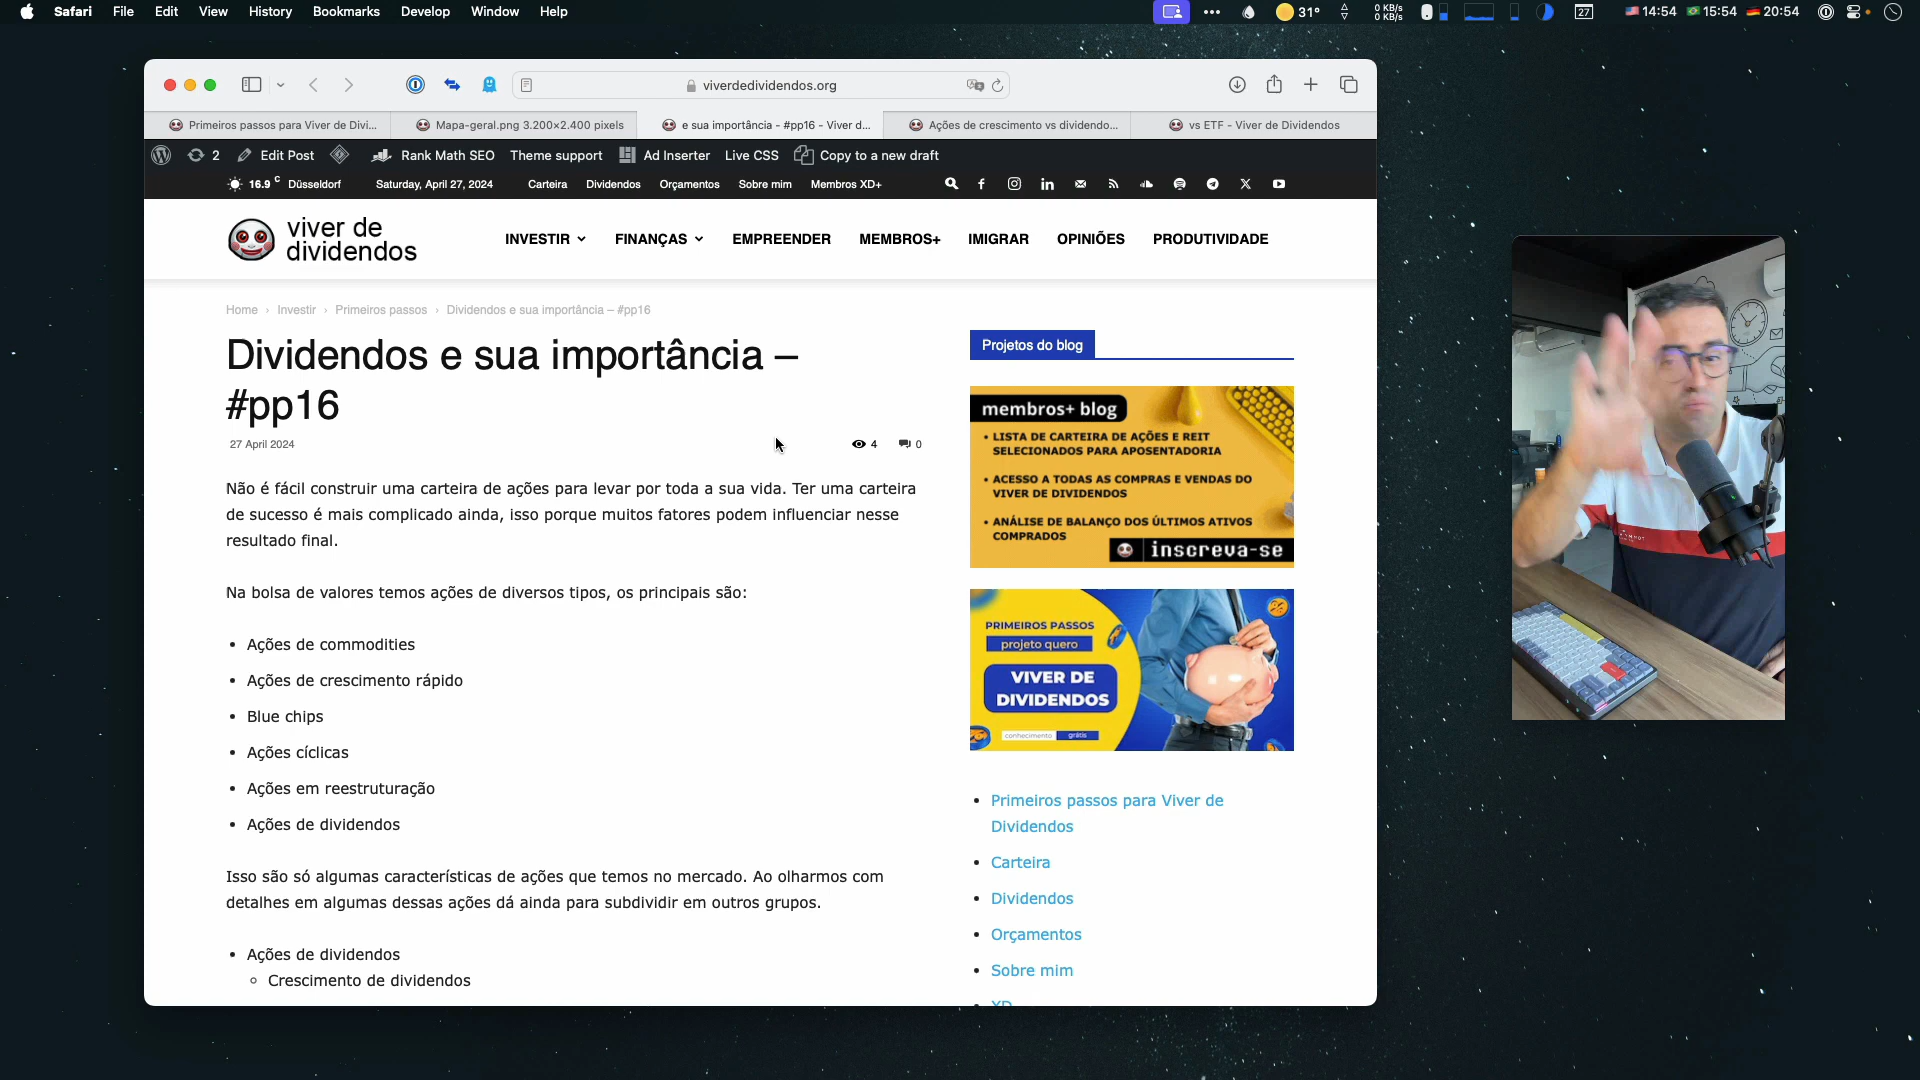 Safari File Edit View History Bookmarks Develop Window Help
31° 0 KB/s 0 KB/s 27 14:54 15:54 20:54
viverdedividendos.org
Primeiros passos para Viver de Divi... Mapa-geral.png 3.200×2.400 pixels e sua importância - #pp16 - Viver d... Ações de crescimento vs dividendo... vs ETF - Viver de Dividendos
2 Edit Post Rank Math SEO Theme support Ad Inserter Live CSS Copy to a new draft
16.9 C Düsseldorf Saturday, April 27, 2024 Carteira Dividendos Orçamentos Sobre mim Membros XD+
viver de
dividendos
INVESTIR FINANÇAS EMPREENDER MEMBROS+ IMIGRAR OPINIÕES PRODUTIVIDADE
Home › Investir › Primeiros passos › Dividendos e sua importância – #pp16
Dividendos e sua importância –
#pp16
27 April 2024 4 0
Não é fácil construir uma carteira de ações para levar por toda a sua vida. Ter uma carteira
de sucesso é mais complicado ainda, isso porque muitos fatores podem influenciar nesse
resultado final.
Na bolsa de valores temos ações de diversos tipos, os principais são:
• Ações de commodities
• Ações de crescimento rápido
• Blue chips
• Ações cíclicas
• Ações em reestruturação
• Ações de dividendos
Isso são só algumas características de ações que temos no mercado. Ao olharmos com
detalhes em algumas dessas ações dá ainda para subdividir em outros grupos.
• Ações de dividendos
Crescimento de dividendos
Projetos do blog
membros+ blog
• LISTA DE CARTEIRA DE AÇÕES E REIT
SELECIONADOS PARA APOSENTADORIA
• ACESSO A TODAS AS COMPRAS E VENDAS DO
VIVER DE DIVIDENDOS
• ANÁLISE DE BALANÇO DOS ÚLTIMOS ATIVOS
COMPRADOS
inscreva-se
PRIMEIROS PASSOS
projeto quero
VIVER DE
DIVIDENDOS
conhecimento grátis
• Primeiros passos para Viver de
Dividendos
• Carteira
• Dividendos
• Orçamentos
• Sobre mim
• XD